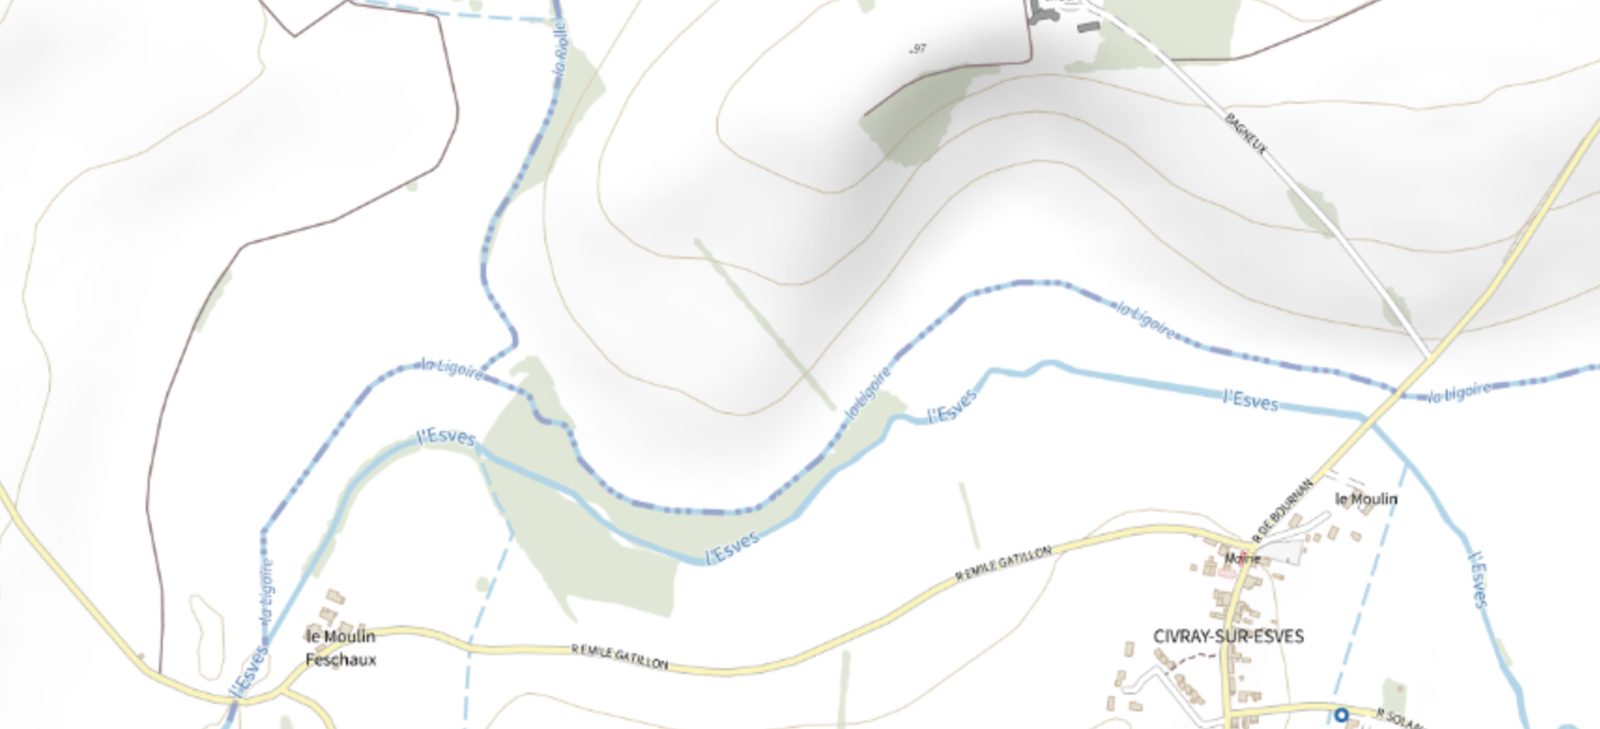 la Riolle
97
BAGNEUX
la Ligoire
la Ligoire
la Ligoire
la Ligoire
l'Esves
l'Esves
l'Esves
R DE BOURNAN
le Moulin
l'Esves
R EMILE GATILLON
Mairie
la Ligoire
l'Esves
le Moulin
Feschaux
CIVRAY-SUR-ESVES
R EMILE GATILLON
l'Esves